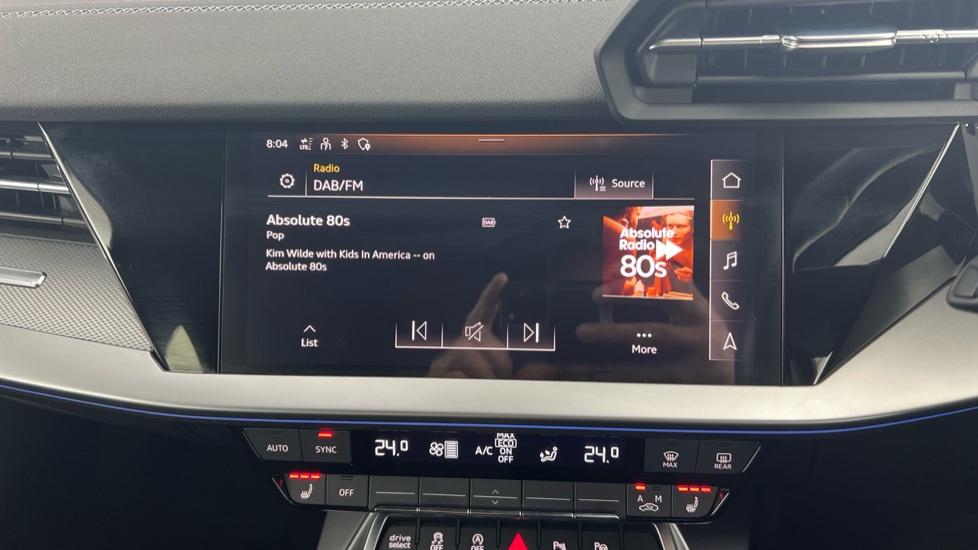 8:04 LTE
Radio
DAB/FM
Source
Absolute 80s
DAB
Pop
Kim Wilde with Kids In America -- on
Absolute 80s
Absolute
Radio
80s
List
More
AUTO
SYNC
24.0
A/C
MAX
ECO
ON
OFF
24.0
MAX
REAR
OFF
A M
drive
select
OFF
OFF